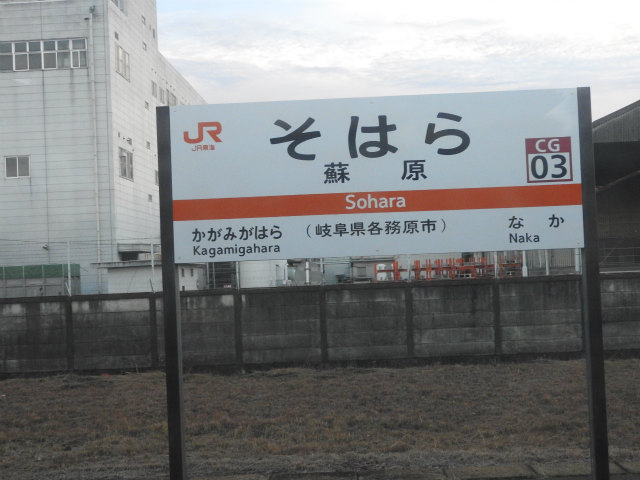 JR
JR東海
そはら
蘇原
CG
03
Sohara
かがみがはら
Kagamigahara
（岐阜県各務原市）
なか
Naka